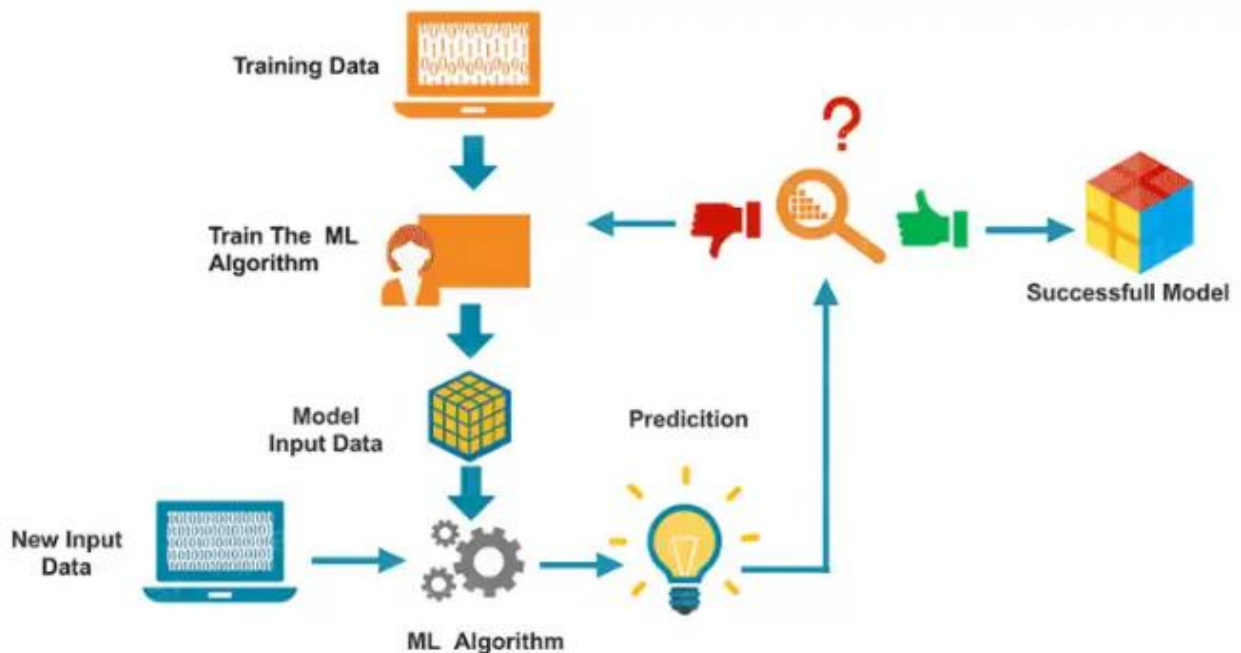 Training Data
?
Train The ML
Algorithm
Successfull Model
Model
Input Data
Predicition
New Input
Data
ML Algorithm